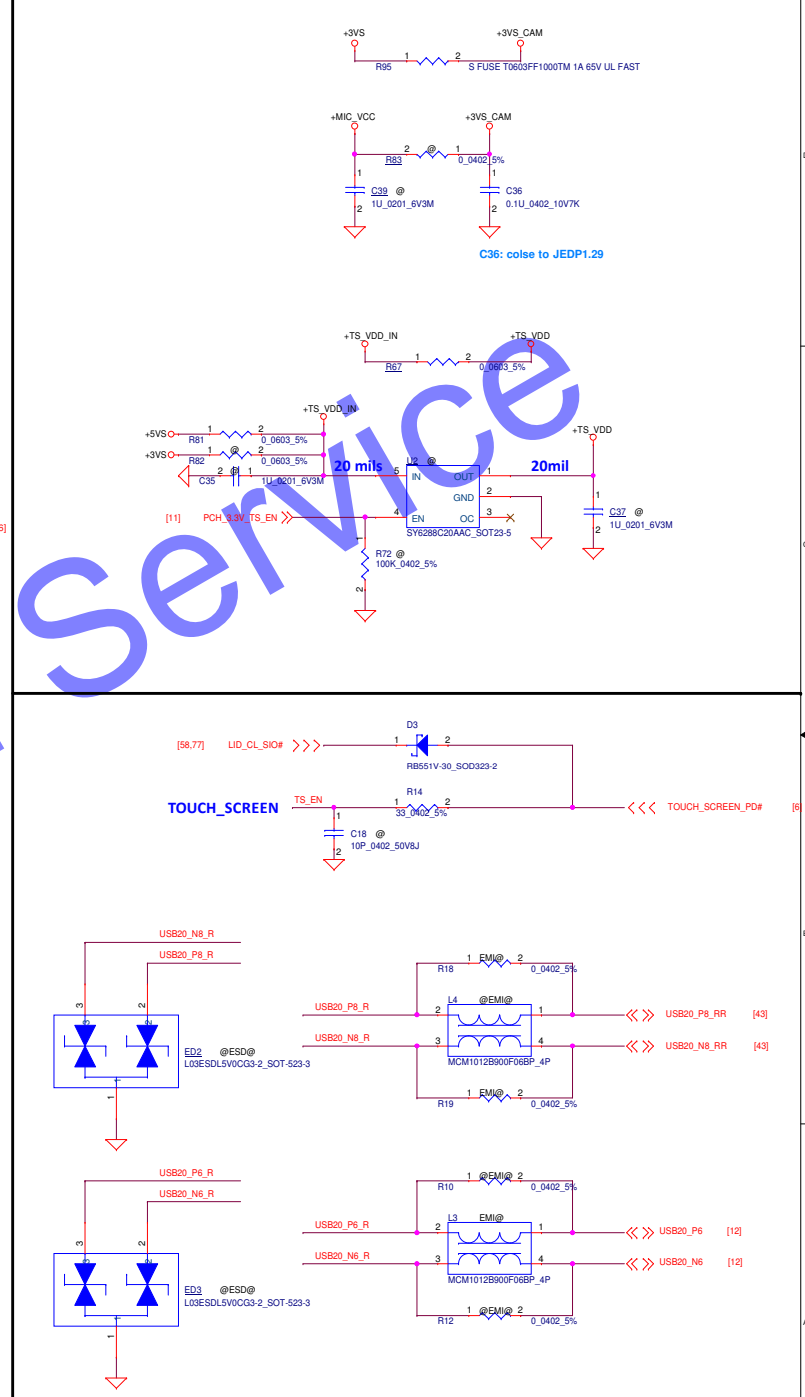 +3VS +3VS_CAM
1 2
R95 S FUSE T0603FF1000TM 1A 65V UL FAST
+MIC_VCC +3VS_CAM
2 @ 1
R83 0_0402_5%
1 1
C39 @ C36
1U_0201_6V3M 0.1U_0402_10V7K
2 2
C36: colse to JEDP1.29
+TS_VDD_IN +TS_VDD
1 2
R67 0_0603_5%
+TS_VDD_IN
+TS_VDD
+5VS 1 2
R81 0_0603_5%
+3VS 1 @ 2
R82 0_0603_5%
2 @ 1
C35 1U_0201_6V3M
20 mils
U2 @
5 IN OUT 1
20mil
GND 2
[11] PCH_3.3V_TS_EN 4 EN OC 3
SY6288C20AAC_SOT23-5
1
C37 @
1U_0201_6V3M
2
1
R72 @
100K_0402_5%
2
Service
D3
[58,77] LID_CL_SIO# 1 2
RB551V-30_SOD323-2
R14
TOUCH_SCREEN TS_EN 1 2 TOUCH_SCREEN_PD# [6
33_0402_5%
1
C18 @
10P_0402_50V8J
2
USB20_N8_R
USB20_P8_R
1 EMI@ 2
R18 0_0402_5%
3 2
USB20_P8_R 2 L4 @EMI@ 1 USB20_P8_RR [43]
USB20_N8_R 3 4 USB20_N8_RR [43]
ED2 @ESD@
L03ESDL5V0CG3-2_SOT-523-3
MCM1012B900F06BP_4P
1
1
1 EMI@ 2
R19 0_0402_5%
USB20_P6_R
USB20_N6_R
1 @EMI@ 2
R10 0_0402_5%
3 2
USB20_P6_R 2 L3 EMI@ 1 USB20_P6 [12]
USB20_N6_R 3 4 USB20_N6 [12]
ED3 @ESD@
L03ESDL5V0CG3-2_SOT-523-3
MCM1012B900F06BP_4P
1
1
1 @EMI@ 2
R12 0_0402_5%